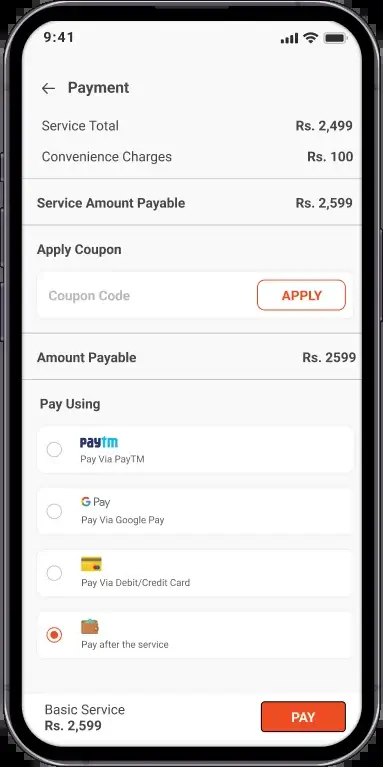 9:41
Payment
Service Total Rs. 2,499
Convenience Charges Rs. 100
Service Amount Payable Rs. 2,599
Apply Coupon
Coupon Code APPLY
Amount Payable Rs. 2599
Pay Using
paytm
Pay Via PayTM
G Pay
Pay Via Google Pay
Pay Via Debit/Credit Card
Pay after the service
Basic Service
Rs. 2,599 PAY